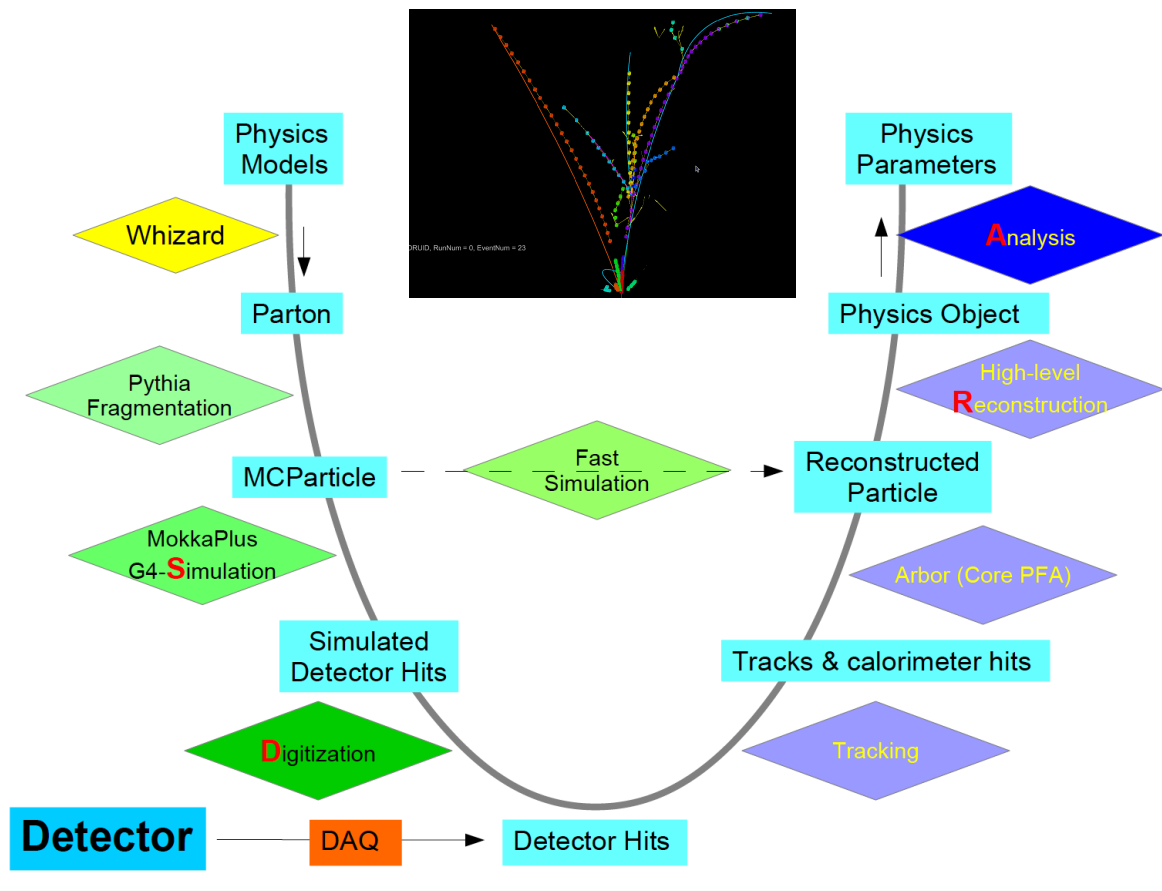 DRUID, RunNum = 0, EventNum = 23
Physics
Models
Physics
Parameters
Whizard
Analysis
Parton
Physics Object
Pythia
Fragmentation
High-level
Reconstruction
MCParticle
Fast
Simulation
Reconstructed
Particle
MokkaPlus
G4-Simulation
Arbor (Core PFA)
Simulated
Detector Hits
Tracks & calorimeter hits
Digitization
Tracking
Detector
DAQ
Detector Hits